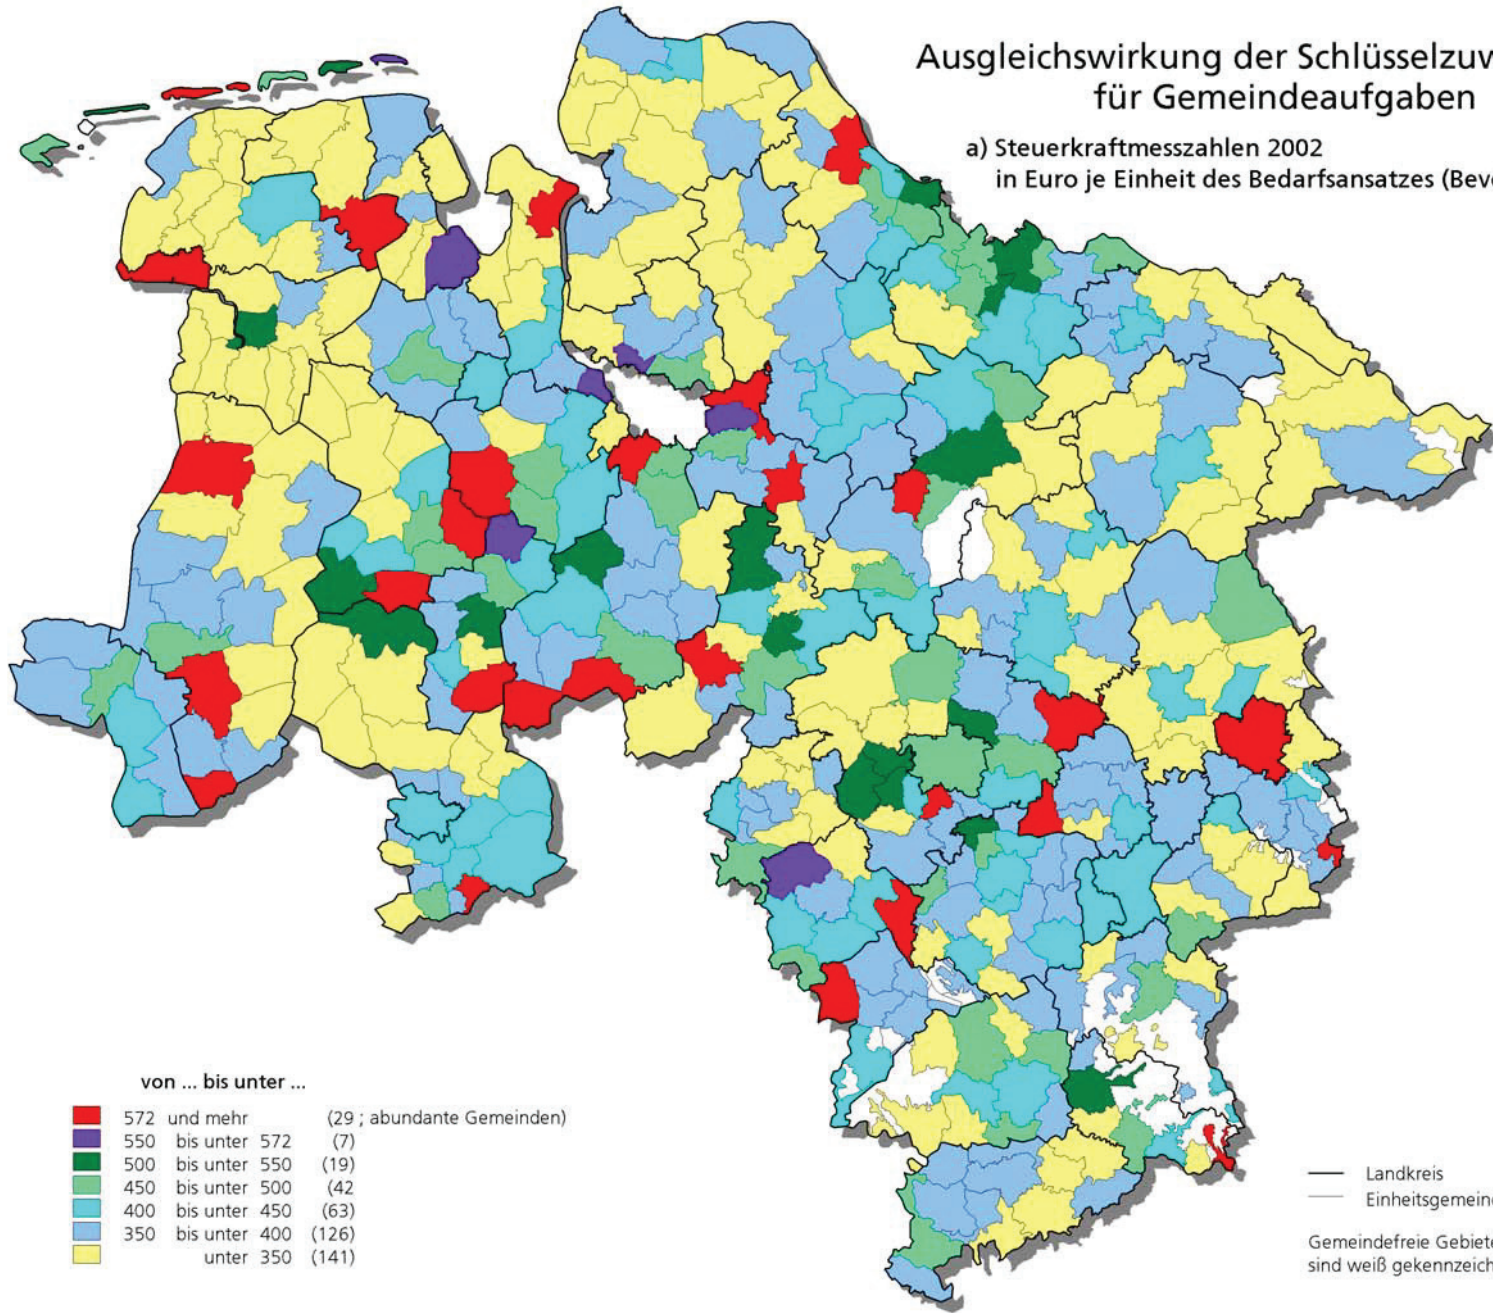 Ausgleichswirkung der Schlüsselzuw
für Gemeindeaufgaben
a) Steuerkraftmesszahlen 2002
in Euro je Einheit des Bedarfsansatzes (Bev
von ... bis unter ...
572 und mehr (29 ; abundante Gemeinden)
550 bis unter 572 (7)
500 bis unter 550 (19)
450 bis unter 500 (42
400 bis unter 450 (63)
350 bis unter 400 (126)
unter 350 (141)
Landkreis
Einheitsgemein
Gemeindefreie Gebiete
sind weiß gekennzeich